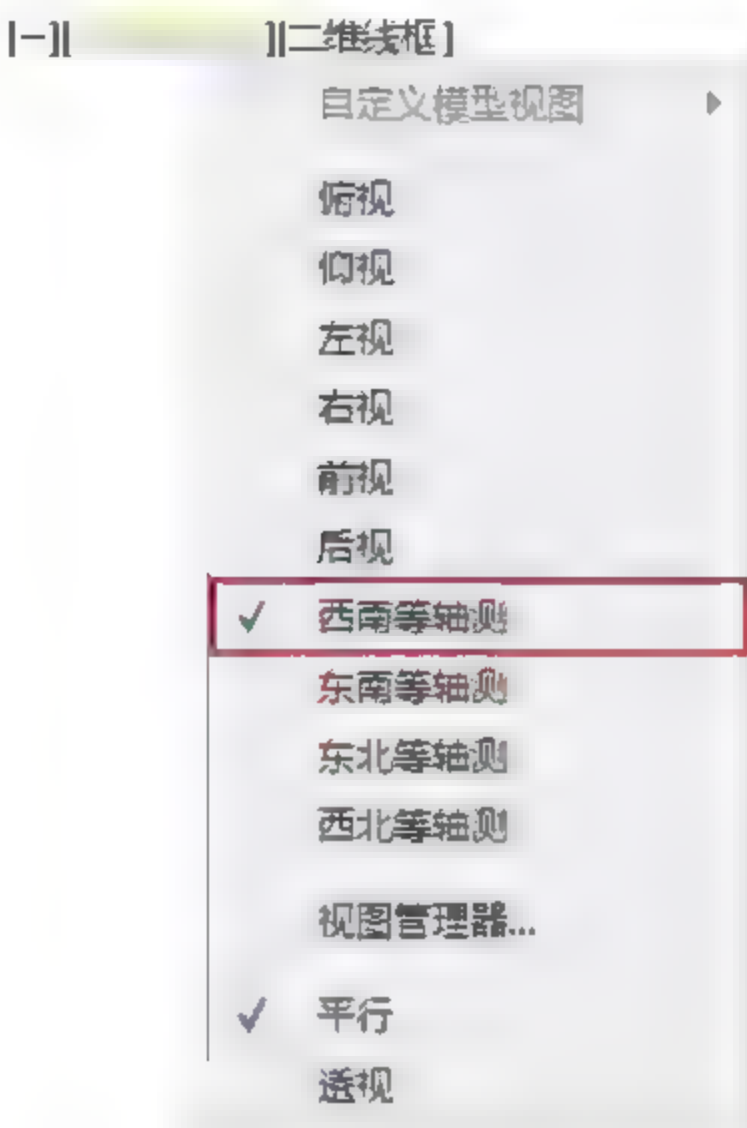 [-][ ][二维线框]
自定义模型视图
俯视
仰视
左视
右视
前视
后视
西南等轴测
东南等轴测
东北等轴测
西北等轴测
视图管理器...
平行
透视